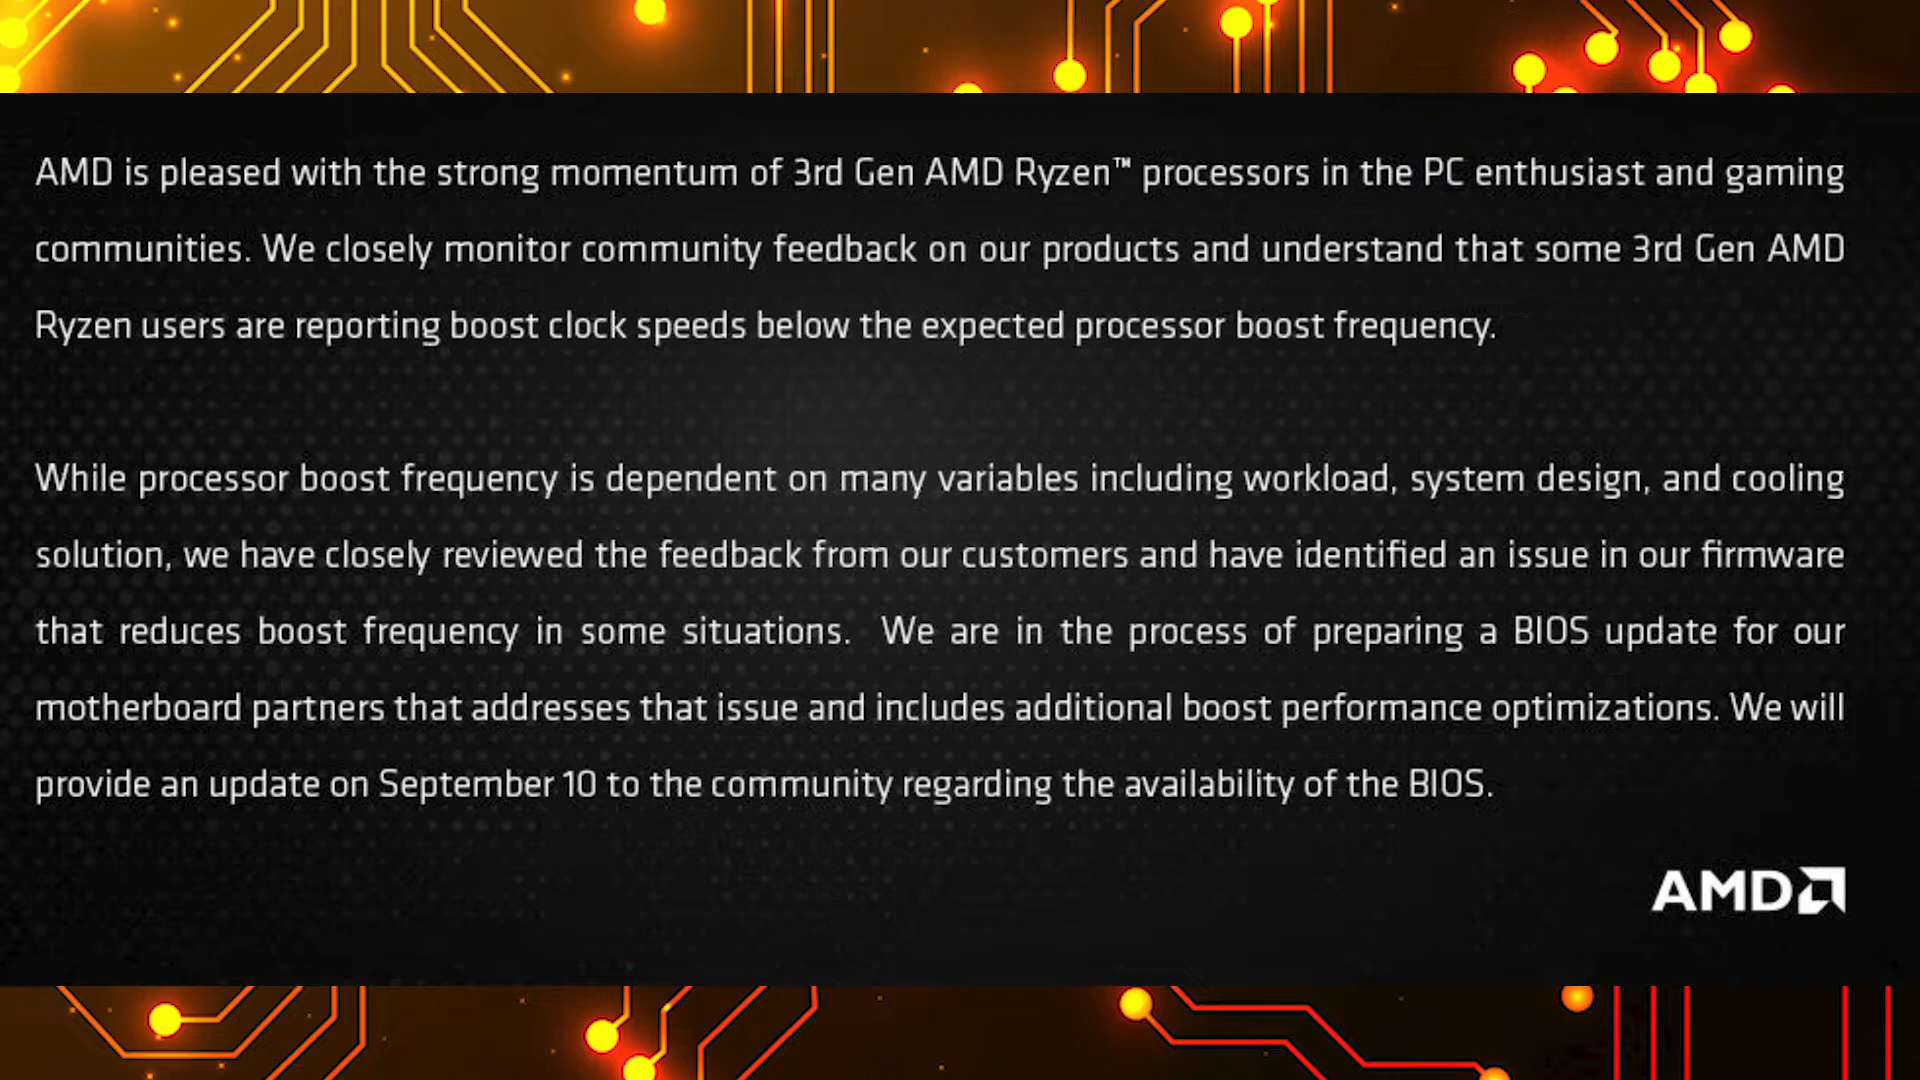 AMD is pleased with the strong momentum of 3rd Gen AMD Ryzen™ processors in the PC enthusiast and gaming
communities. We closely monitor community feedback on our products and understand that some 3rd Gen AMD
Ryzen users are reporting boost clock speeds below the expected processor boost frequency.
While processor boost frequency is dependent on many variables including workload, system design, and cooling
solution, we have closely reviewed the feedback from our customers and have identified an issue in our firmware
that reduces boost frequency in some situations.  We are in the process of preparing a BIOS update for our
motherboard partners that addresses that issue and includes additional boost performance optimizations. We will
provide an update on September 10 to the community regarding the availability of the BIOS.
AMD